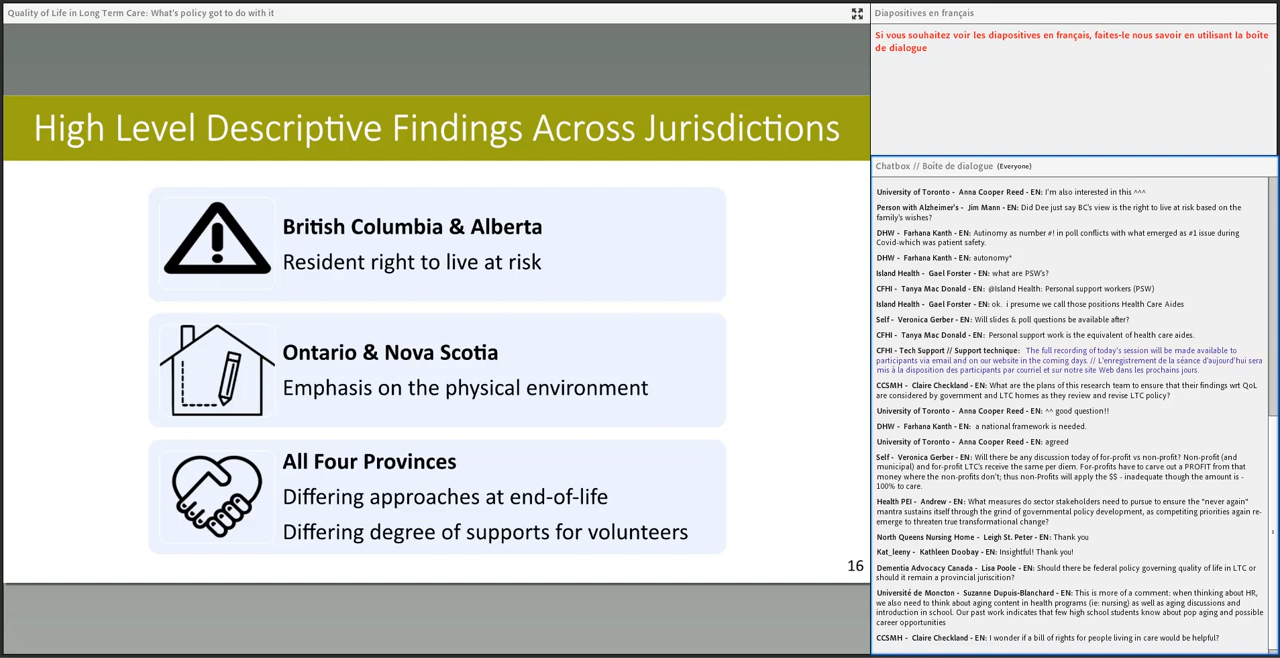 Quality of Life in Long Term Care: What's policy got to do with it
High Level Descriptive Findings Across Jurisdictions
British Columbia & Alberta
Resident right to live at risk
Ontario & Nova Scotia
Emphasis on the physical environment
All Four Provinces
Differing approaches at end-of-life
Differing degree of supports for volunteers
16
Diapositives en français
Si vous souhaitez voir les diapositives en français, faites-le nous savoir en utilisant la boîte
de dialogue
Chatbox // Boîte de dialogue (Everyone)
University of Toronto - Anna Cooper Reed - EN: I'm also interested in this ^^^
Person with Alzheimer's - Jim Mann - EN: Did Dee just say BC's view is the right to live at risk based on the
family's wishes?
DHW - Farhana Kanth - EN: Autinomy as number #! in poll conflicts with what emerged as #1 issue during
Covid-which was patient safety.
DHW - Farhana Kanth - EN: autonomy*
Island Health - Gael Forster - EN: what are PSW's?
CFHI - Tanya Mac Donald - EN: @Island Health: Personal support workers (PSW)
Island Health - Gael Forster - EN: ok. i presume we call those positions Health Care Aides
Self - Veronica Gerber - EN: Will slides & poll questions be available after?
CFHI - Tanya Mac Donald - EN: Personal support work is the equivalent of health care aides.
CFHI - Tech Support // Support technique: The full recording of today's session will be made available to
participants via email and on our website in the coming days. // L'enregistrement de la séance d'aujourd'hui sera
mis à la disposition des participants par courriel et sur notre site Web dans les prochains jours.
CCSMH - Claire Checkland - EN: What are the plans of this research team to ensure that their findings wrt QoL
are considered by government and LTC homes as they review and revise LTC policy?
University of Toronto - Anna Cooper Reed - EN: ^^ good question!!
DHW - Farhana Kanth - EN: a national framework is needed.
University of Toronto - Anna Cooper Reed - EN: agreed
Self - Veronica Gerber - EN: Will there be any discussion today of for-profit vs non-profit? Non-profit (and
municipal) and for-profit LTC's receive the same per diem. For-profits have to carve out a PROFIT from that
money where the non-profits don't; thus non-Profits will apply the $$ - inadequate though the amount is -
100% to care.
Health PEI - Andrew - EN: What measures do sector stakeholders need to pursue to ensure the "never again"
mantra sustains itself through the grind of governmental policy development, as competing priorities again re-
emerge to threaten true transformational change?
North Queens Nursing Home - Leigh St. Peter - EN: Thank you
Kat_leeny - Kathleen Doobay - EN: Insightful! Thank you!
Dementia Advocacy Canada - Lisa Poole - EN: Should there be federal policy governing quality of life in LTC or
should it remain a provincial juriscition?
Université de Moncton - Suzanne Dupuis-Blanchard - EN: This is more of a comment: when thinking about HR,
we also need to think about aging content in health programs (ie: nursing) as well as aging discussions and
introduction in school. Our past work indicates that few high school students know about pop aging and possible
career opportunities
CCSMH - Claire Checkland - EN: I wonder if a bill of rights for people living in care would be helpful?